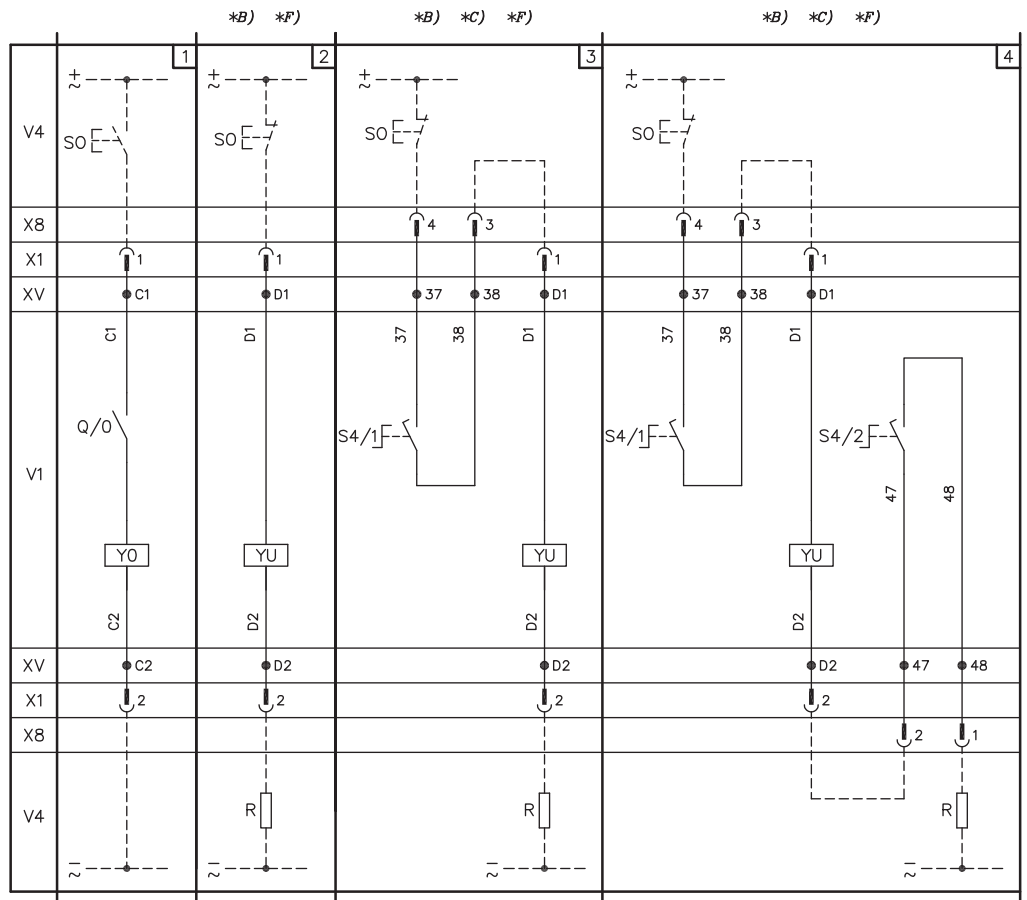 *B) *F) *B) *C) *F) *B) *C) *F)
1 2 3 4
+ ~ + ~ + ~ + ~
V4 SO SO SO SO
X8 4 3 4 3
X1 1 1 1 1
XV C1 D1 37 38 D1 37 38 D1
C1 D1 37 38 D1 37 38 D1
Q/0 S4/1 S4/1 S4/2
V1
47 48
Y0 YU YU YU
C2 D2 D2 D2
XV C2 D2 D2 D2 47 48
X1 2 2 2 2
X8 2 1
V4 R R R
− ~ − ~ − ~ − ~